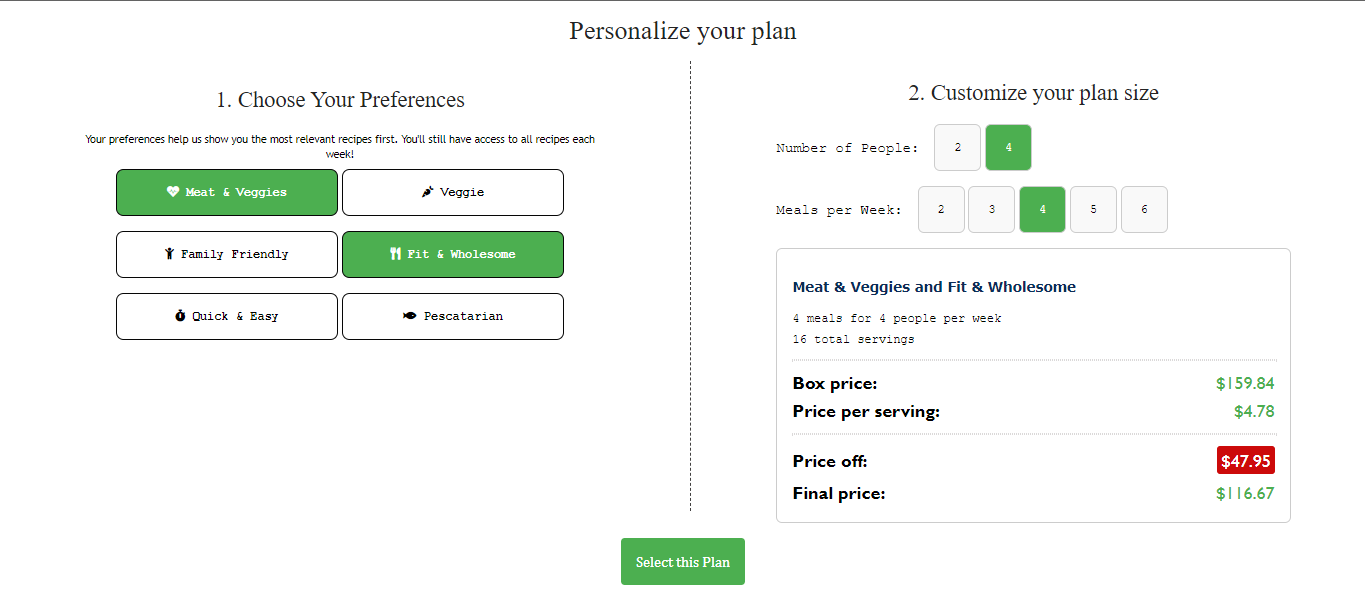 Personalize your plan
1. Choose Your Preferences
Your preferences help us show you the most relevant recipes first. You'll still have access to all recipes each
week!
Meat & Veggies
Veggie
Family Friendly
Fit & Wholesome
Quick & Easy
Pescatarian
2. Customize your plan size
Number of People: 2 4
Meals per Week: 2 3 4 5 6
Meat & Veggies and Fit & Wholesome
4 meals for 4 people per week
16 total servings
Box price: $159.84
Price per serving: $4.78
Price off: $47.95
Final price: $116.67
Select this Plan